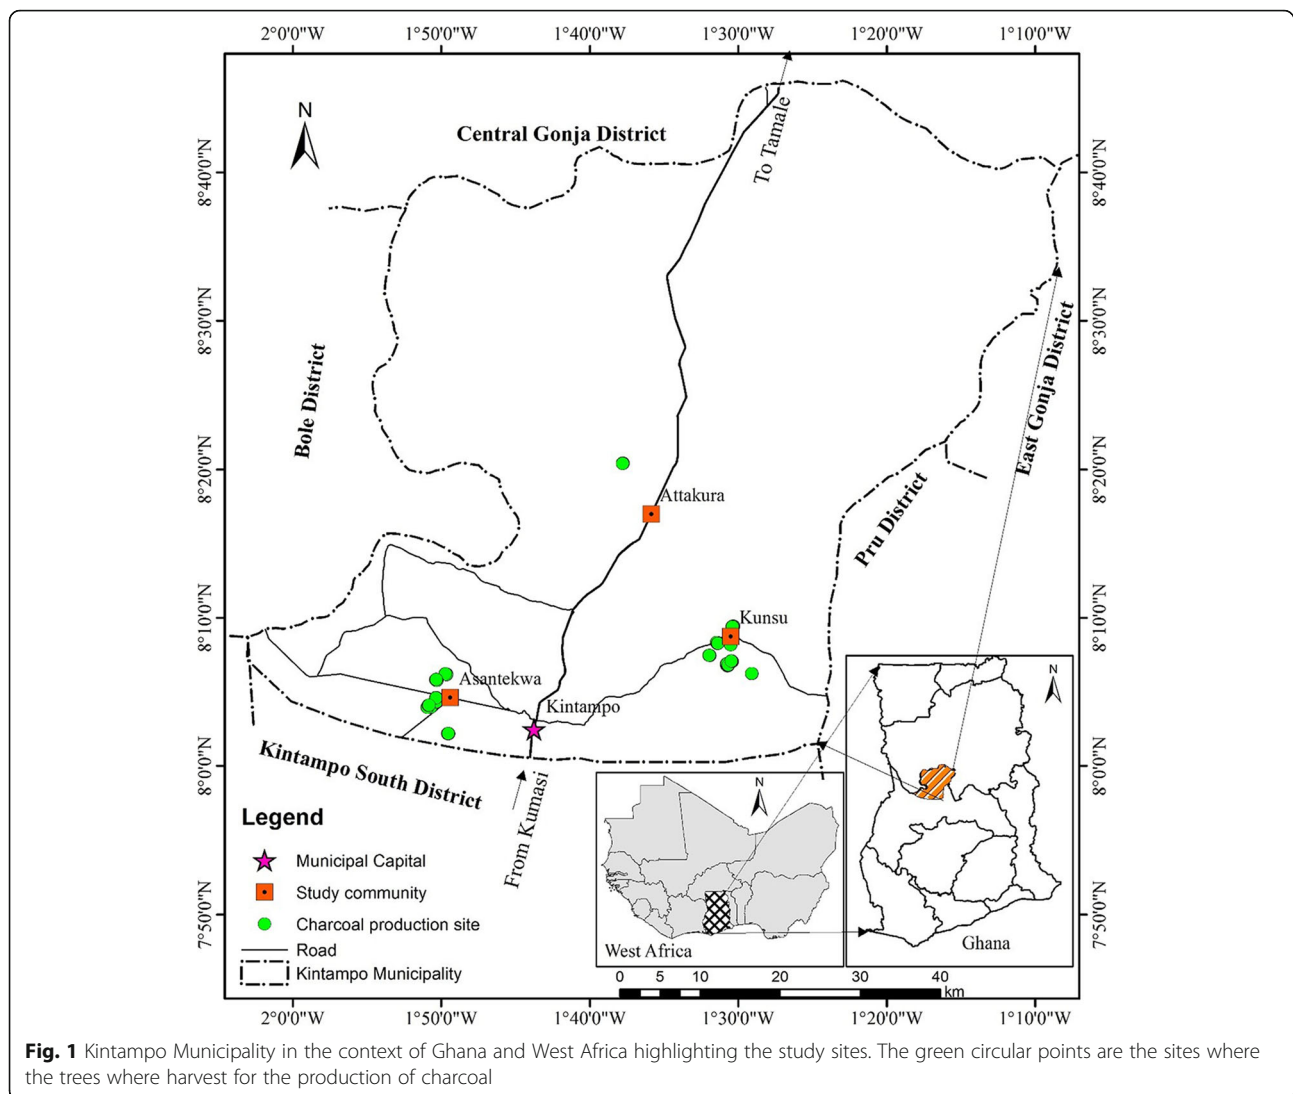 2°0'0"W 1°50'0"W 1°40'0"W 1°30'0"W 1°20'0"W 1°10'0"W
N
Central Gonja District
To Tamale
8°40'0"N 8°40'0"N
8°30'0"N 8°30'0"N
Bole District
East Gonja District
8°20'0"N 8°20'0"N
Attakura
Pru District
8°10'0"N 8°10'0"N
Kunsu
Asantekwa
Kintampo
8°0'0"N 8°0'0"N
Kintampo South District
From Kumasi
Legend
Municipal Capital
Study community
Charcoal production site
Road
Kintampo Municipality
7°50'0"N 7°50'0"N
N
West Africa
N
Ghana
0 5 10 20 30 40
km
2°0'0"W 1°50'0"W 1°40'0"W 1°30'0"W 1°20'0"W 1°10'0"W
Fig. 1 Kintampo Municipality in the context of Ghana and West Africa highlighting the study sites. The green circular points are the sites where
the trees where harvest for the production of charcoal